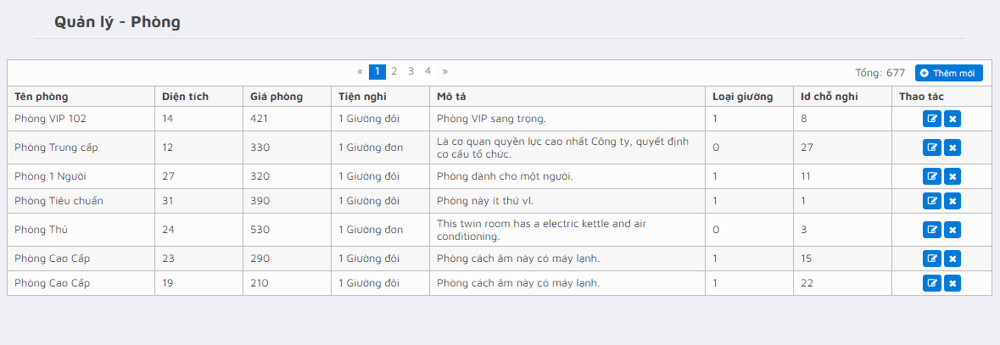 Quản lý - Phòng
« 1 2 3 4 » Tổng: 677 Thêm mới
Tên phòng Diện tích Giá phòng Tiện nghi Mô tả Loại giường Id chỗ nghỉ Thao tác
Phòng VIP 102 14 421 1 Giường đôi Phòng VIP sang trọng. 1 8
Phòng Trung cấp 12 330 1 Giường đơn Là cơ quan quyền lực cao nhất Công ty, quyết định 0 27
cơ cấu tổ chức.
Phòng 1 Người 27 320 1 Giường đôi Phòng dành cho một người. 1 11
Phòng Tiêu chuẩn 31 390 1 Giường đôi Phòng này ít thứ vl. 1 1
Phòng Thủ 24 530 1 Giường đơn This twin room has a electric kettle and air 0 3
conditioning.
Phòng Cao Cấp 23 290 1 Giường đôi Phòng cách âm này có máy lạnh. 1 15
Phòng Cao Cấp 19 210 1 Giường đôi Phòng cách âm này có máy lạnh. 1 22